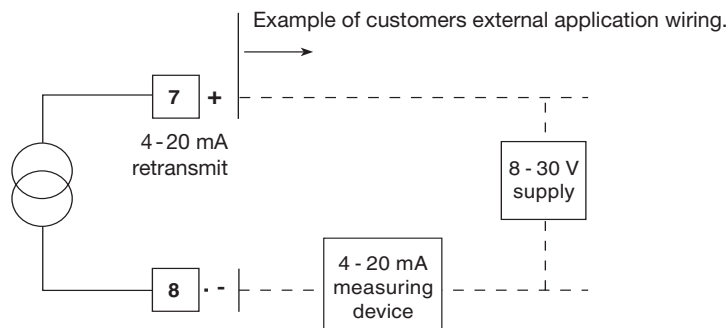 Example of customers external application wiring.
7 +
4-20 mA
retransmit
8 - 30 V
supply
8 . -
4 - 20 mA
measuring
device